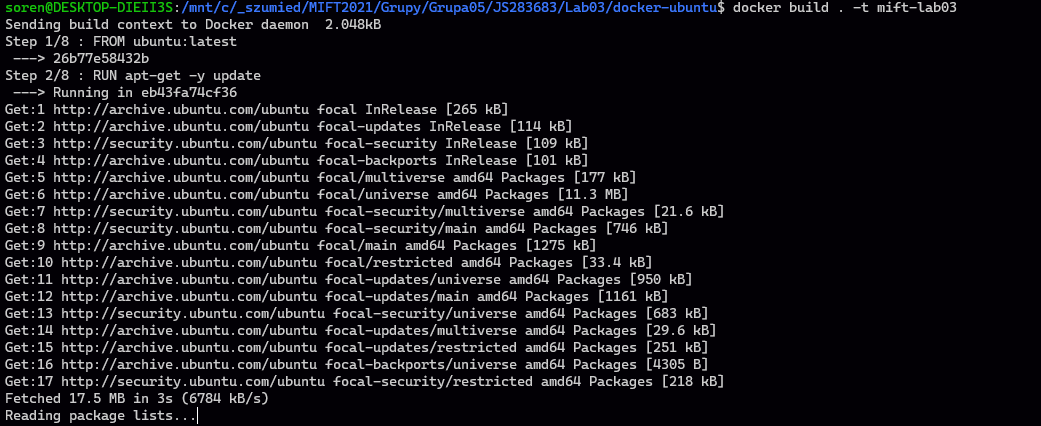 soren@DESKTOP-DIEII3S:/mnt/c/_szumied/MIFT2021/Grupy/Grupa05/JS283683/Lab03/docker-ubuntu$ docker build . -t mift-lab03
Sending build context to Docker daemon  2.048kB
Step 1/8 : FROM ubuntu:latest
 ---> 26b77e58432b
Step 2/8 : RUN apt-get -y update
 ---> Running in eb43fa74cf36
Get:1 http://archive.ubuntu.com/ubuntu focal InRelease [265 kB]
Get:2 http://archive.ubuntu.com/ubuntu focal-updates InRelease [114 kB]
Get:3 http://security.ubuntu.com/ubuntu focal-security InRelease [109 kB]
Get:4 http://archive.ubuntu.com/ubuntu focal-backports InRelease [101 kB]
Get:5 http://archive.ubuntu.com/ubuntu focal/multiverse amd64 Packages [177 kB]
Get:6 http://archive.ubuntu.com/ubuntu focal/universe amd64 Packages [11.3 MB]
Get:7 http://security.ubuntu.com/ubuntu focal-security/multiverse amd64 Packages [21.6 kB]
Get:8 http://security.ubuntu.com/ubuntu focal-security/main amd64 Packages [746 kB]
Get:9 http://archive.ubuntu.com/ubuntu focal/main amd64 Packages [1275 kB]
Get:10 http://archive.ubuntu.com/ubuntu focal/restricted amd64 Packages [33.4 kB]
Get:11 http://archive.ubuntu.com/ubuntu focal-updates/universe amd64 Packages [950 kB]
Get:12 http://archive.ubuntu.com/ubuntu focal-updates/main amd64 Packages [1161 kB]
Get:13 http://security.ubuntu.com/ubuntu focal-security/universe amd64 Packages [683 kB]
Get:14 http://archive.ubuntu.com/ubuntu focal-updates/multiverse amd64 Packages [29.6 kB]
Get:15 http://archive.ubuntu.com/ubuntu focal-updates/restricted amd64 Packages [251 kB]
Get:16 http://archive.ubuntu.com/ubuntu focal-backports/universe amd64 Packages [4305 B]
Get:17 http://security.ubuntu.com/ubuntu focal-security/restricted amd64 Packages [218 kB]
Fetched 17.5 MB in 3s (6784 kB/s)
Reading package lists...